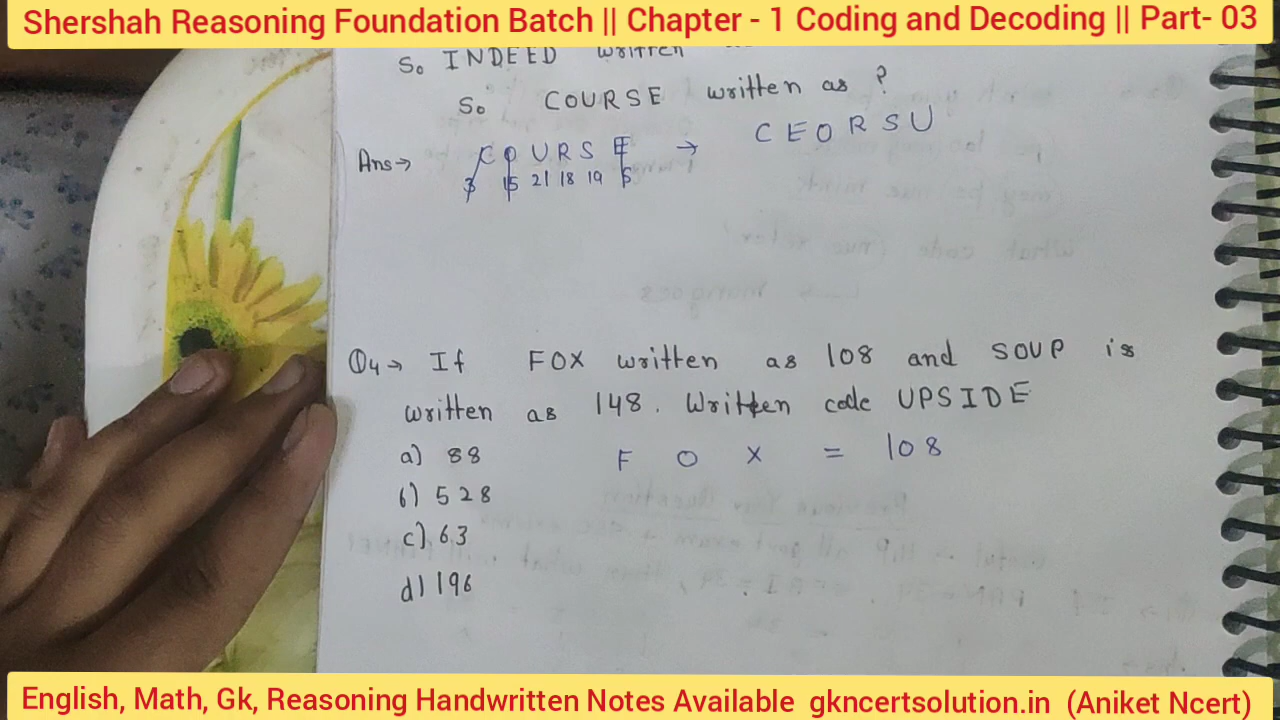 Shershah Reasoning Foundation Batch || Chapter - 1 Coding and Decoding || Part- 03
So INDEED written
So COURSE written as ?
Ans→ C O U R S E → C E O R S U
3 15 21 18 19 5
Q4→ If FOX written as 108 and SOUP is
written as 148. Written code UPSIDE
a) 88
F O X = 108
b) 528
c) 63
d) 196
English, Math, Gk, Reasoning Handwritten Notes Available gkncertsolution.in (Aniket Ncert)